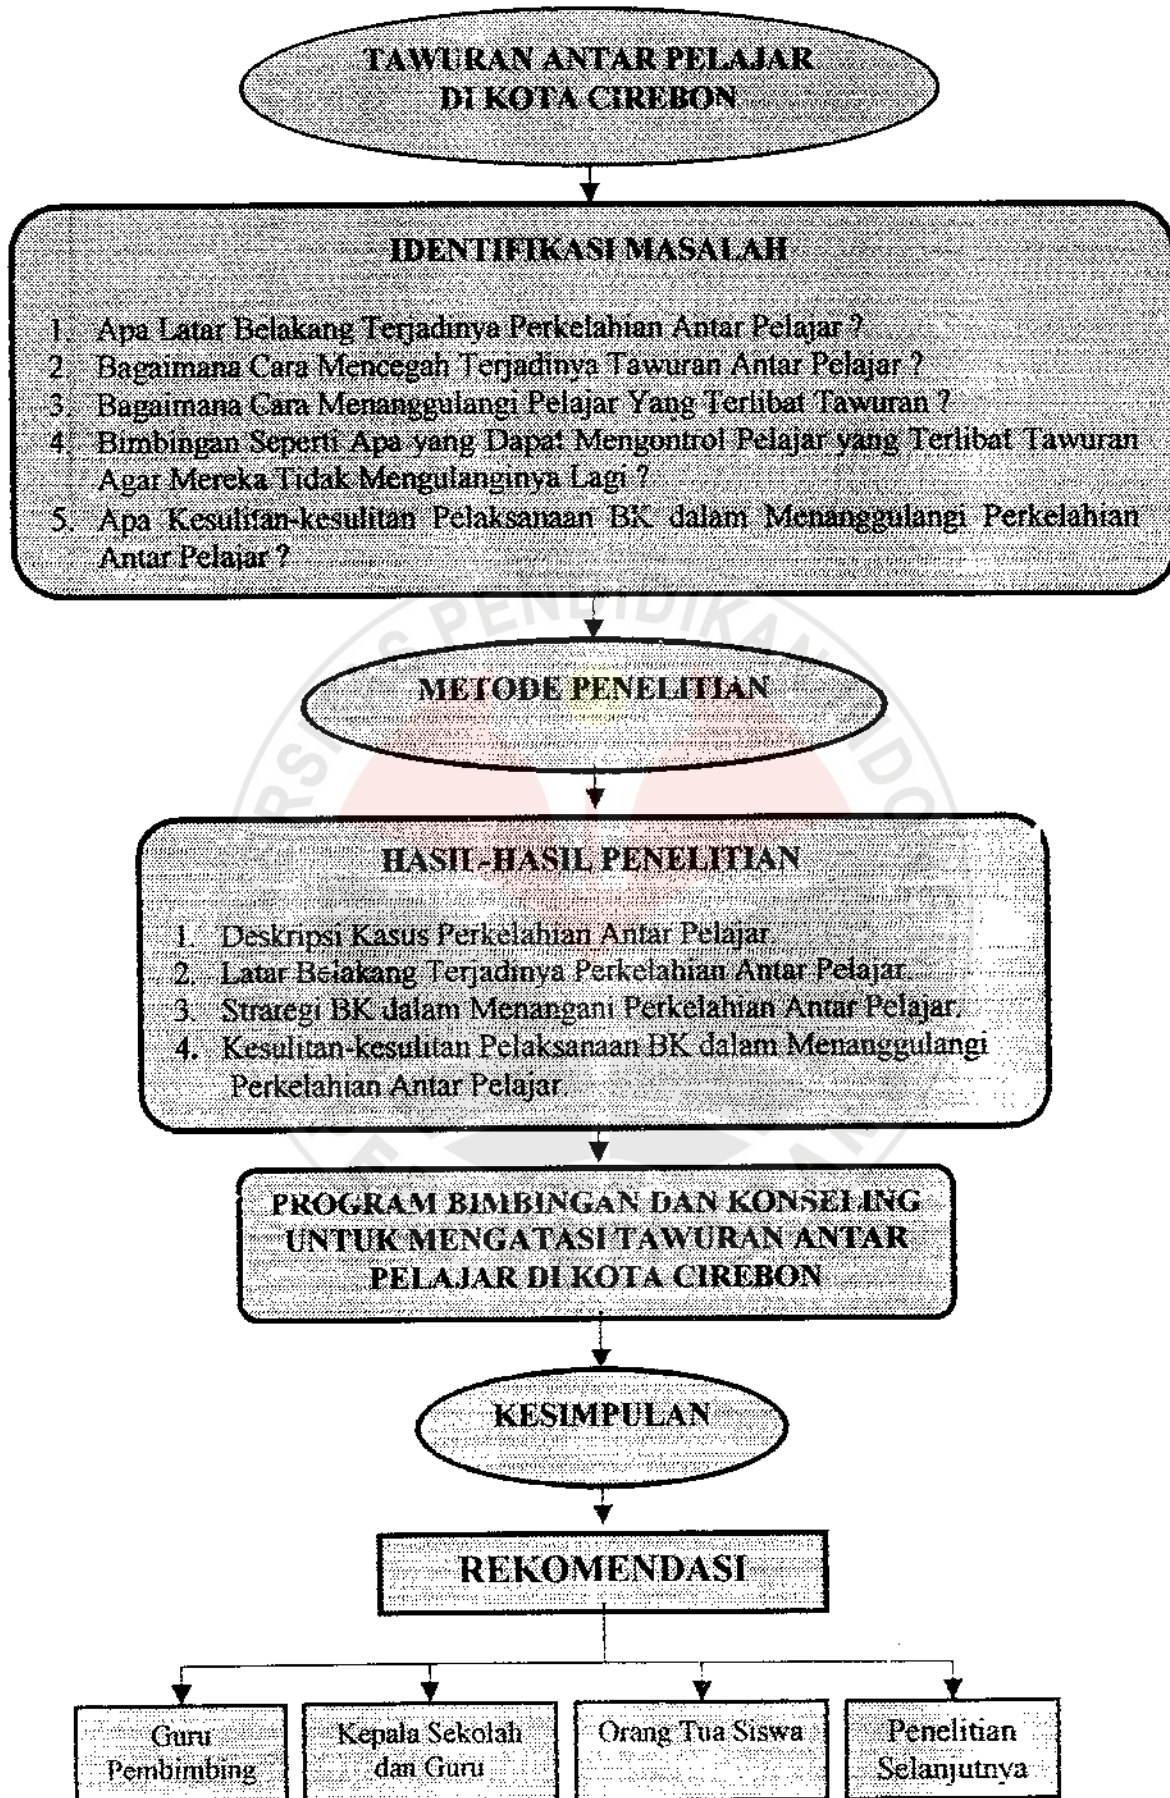 TAWURAN ANTAR PELAJAR
DI KOTA CIREBON
IDENTIFIKASI MASALAH
1. Apa Latar Belakang Terjadinya Perkelahian Antar Pelajar ?
2. Bagaimana Cara Mencegah Terjadinya Tawuran Antar Pelajar ?
3. Bagaimana Cara Menanggulangi Pelajar Yang Terlibat Tawuran ?
4. Bimbingan Seperti Apa yang Dapat Mengontrol Pelajar yang Terlibat Tawuran
Agar Mereka Tidak Mengulanginya Lagi ?
5. Apa Kesulitan-kesulitan Pelaksanaan BK dalam Menanggulangi Perkelahian
Antar Pelajar ?
METODE PENELITIAN
HASIL-HASIL PENELITIAN
1. Deskripsi Kasus Perkelahian Antar Pelajar.
2. Latar Belakang Terjadinya Perkelahian Antar Pelajar.
3. Strategi BK dalam Menangani Perkelahian Antar Pelajar.
4. Kesulitan-kesulitan Pelaksanaan BK dalam Menanggulangi
Perkelahian Antar Pelajar.
PROGRAM BIMBINGAN DAN KONSELING
UNTUK MENGATASI TAWURAN ANTAR
PELAJAR DI KOTA CIREBON
KESIMPULAN
REKOMENDASI
Guru
Pembimbing
Kepala Sekolah
dan Guru
Orang Tua Siswa
Penelitian
Selanjutnya